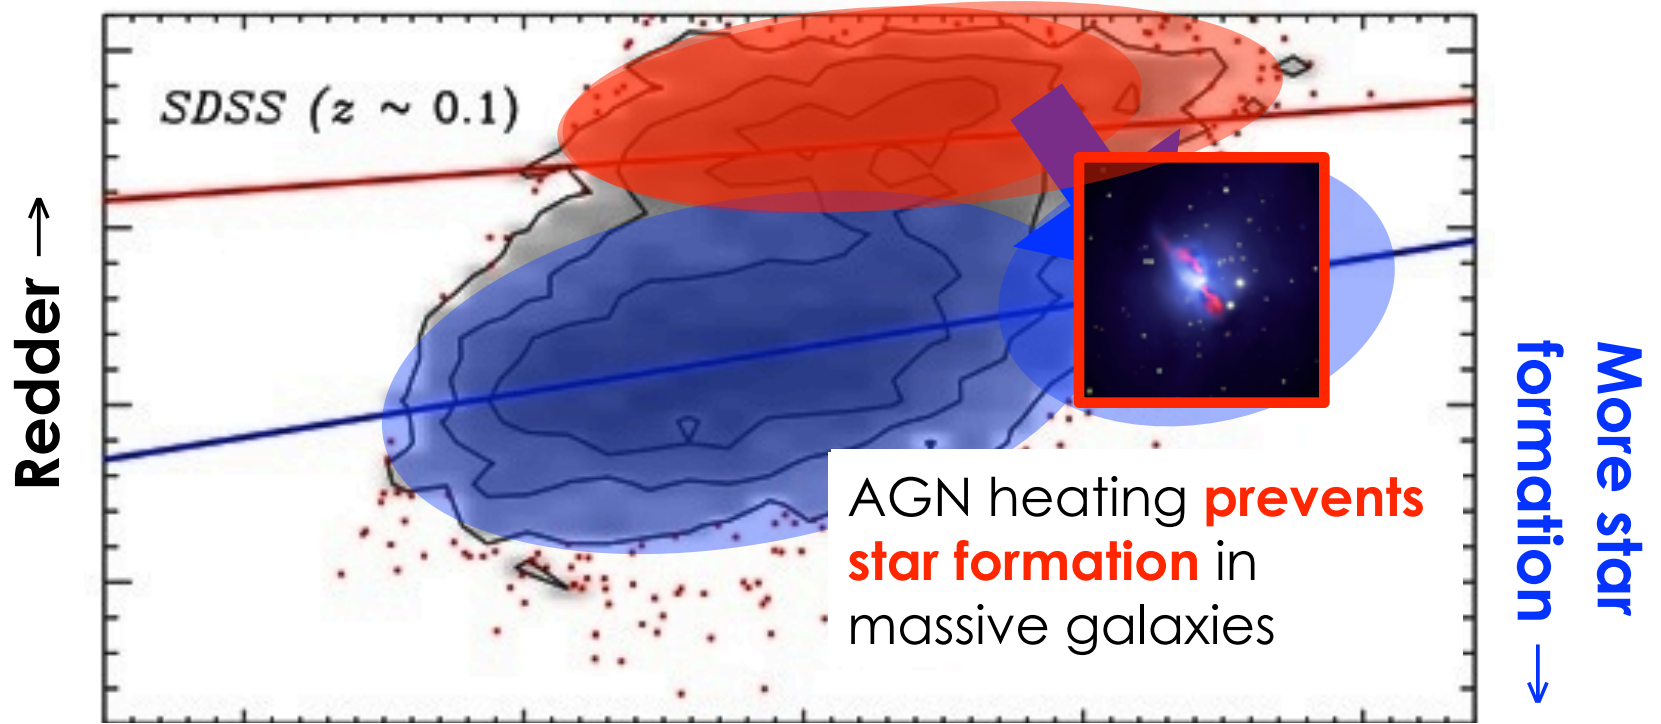 SDSS (z ~ 0.1)
Redder →
AGN heating prevents
star formation in
massive galaxies
More star
formation →